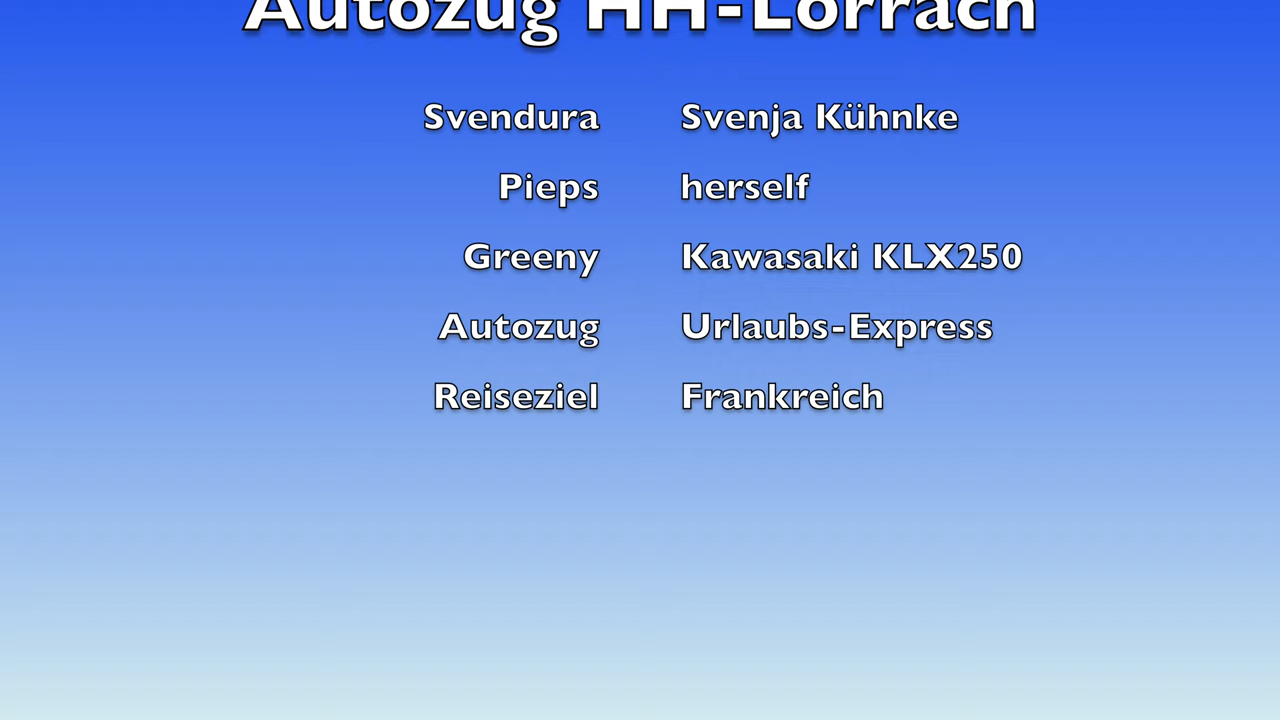 Autozug HH-Lörrach
Svendura Svenja Kühnke
Pieps herself
Greeny Kawasaki KLX250
Autozug Urlaubs-Express
Reiseziel Frankreich